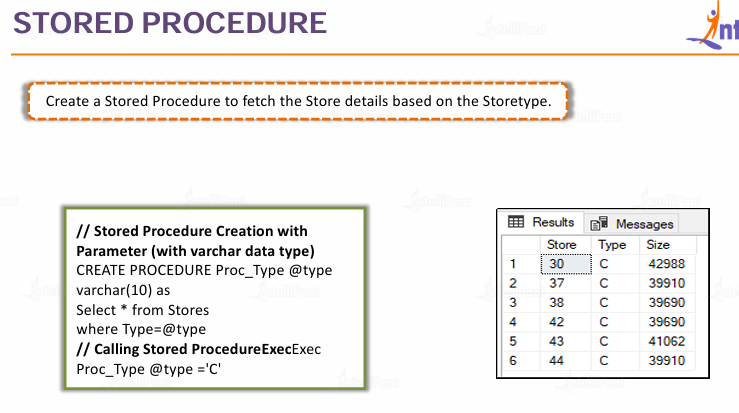 STORED PROCEDURE
nt
Create a Stored Procedure to fetch the Store details based on the Storetype.
// Stored Procedure Creation with
Parameter (with varchar data type)
CREATE PROCEDURE Proc_Type @type
varchar(10) as
Select * from Stores
where Type=@type
// Calling Stored ProcedureExecExec
Proc_Type @type ='C'
Results Messages
Store Type Size
1 30 C 42988
2 37 C 39910
3 38 C 39690
4 42 C 39690
5 43 C 41062
6 44 C 39910